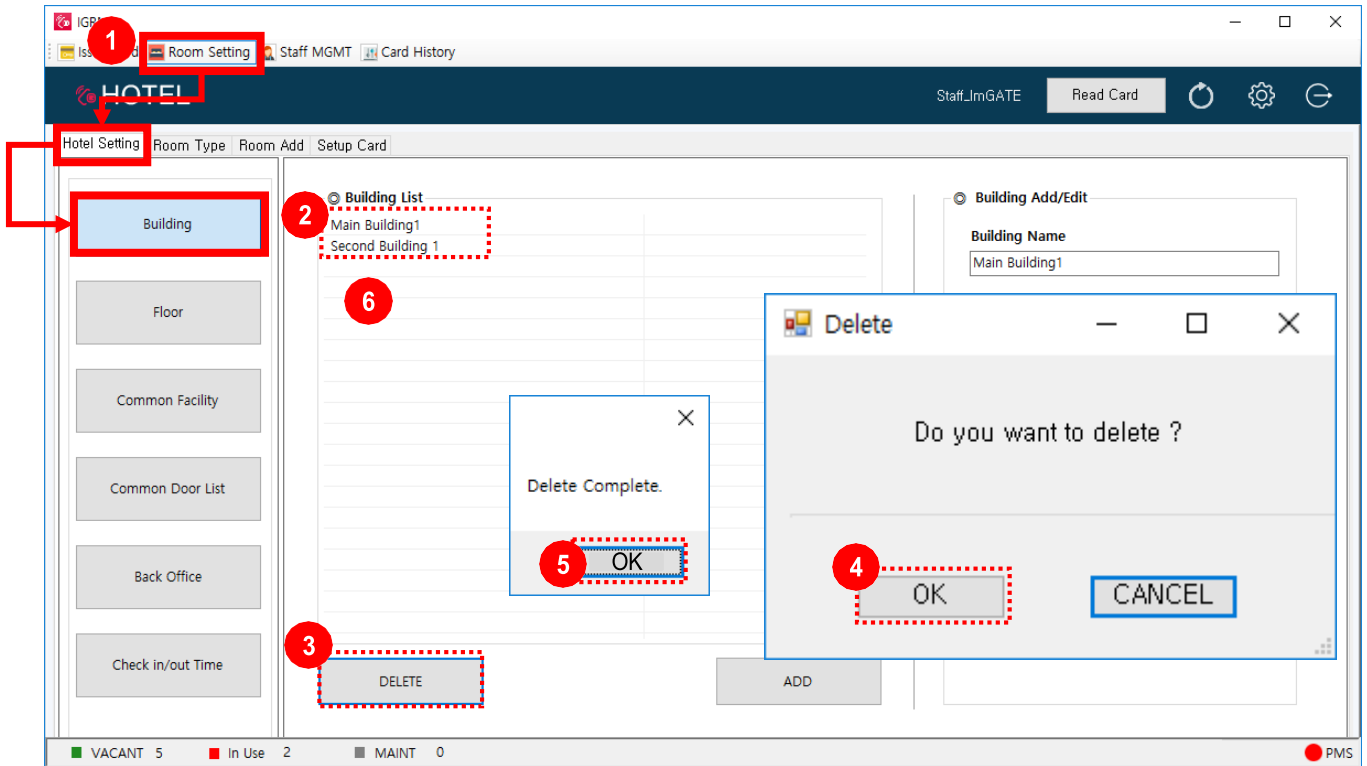 IGR
1
Iss d Room Setting Staff MGMT Card History
HOTEL
Staff_ImGATE
Read Card
Hotel Setting Room Type Room Add Setup Card
Building
Floor
Common Facility
Common Door List
Back Office
Check in/out Time
2
◎ Building List
Main Building1
Second Building 1
6
◎ Building Add/Edit
Building Name
Main Building1
Delete
Do you want to delete ?
4
OK
CANCEL
Delete Complete.
5
OK
3
DELETE
ADD
VACANT 5 In Use 2 MAINT 0
PMS